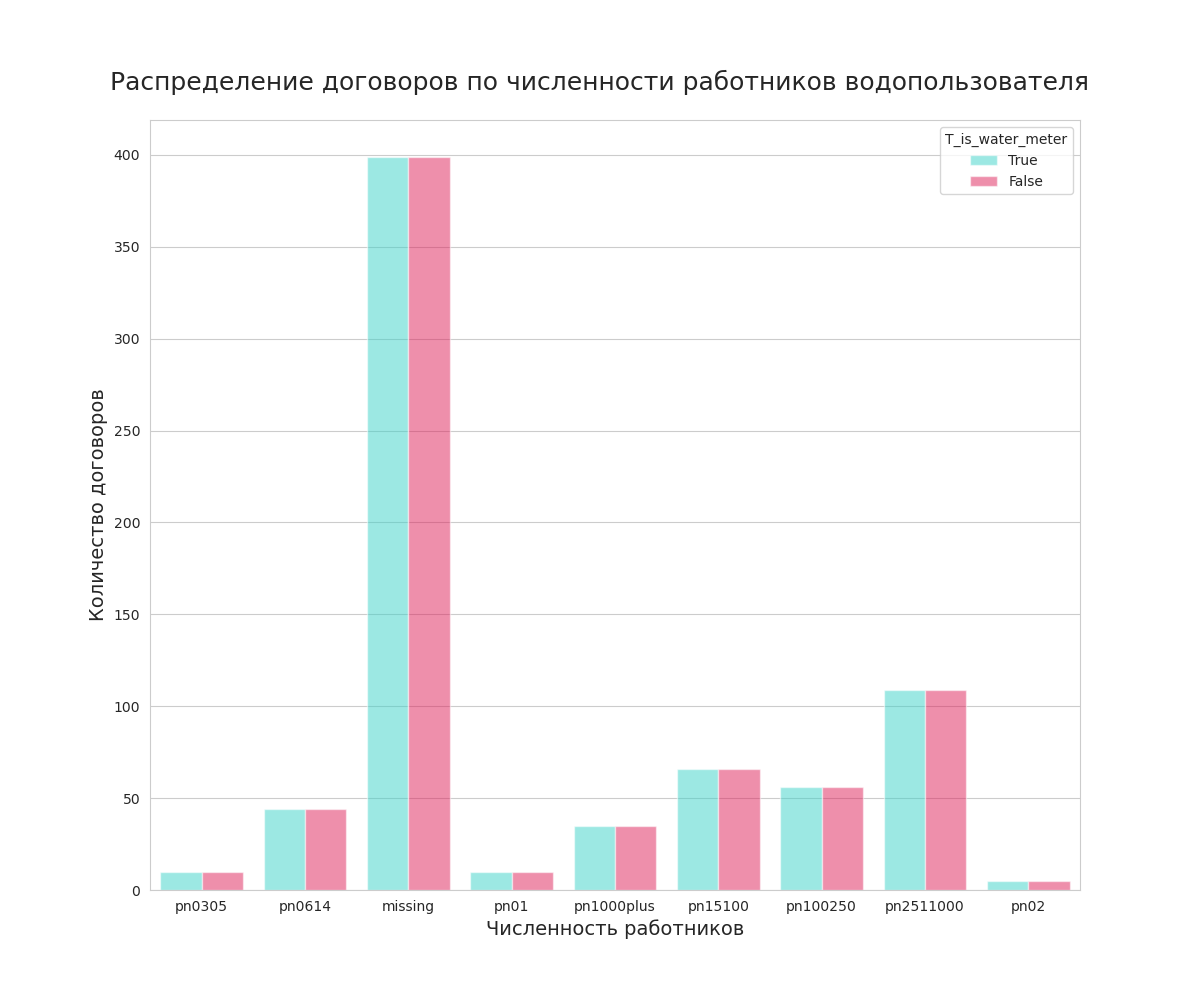 Распределение договоров по численности работников водопользователя
T_is_water_meter
True
False
400
350
300
250
200
150
100
50
0
Количество договоров
pn0305 pn0614 missing pn01 pn1000plus pn15100 pn100250 pn2511000 pn02
Численность работников